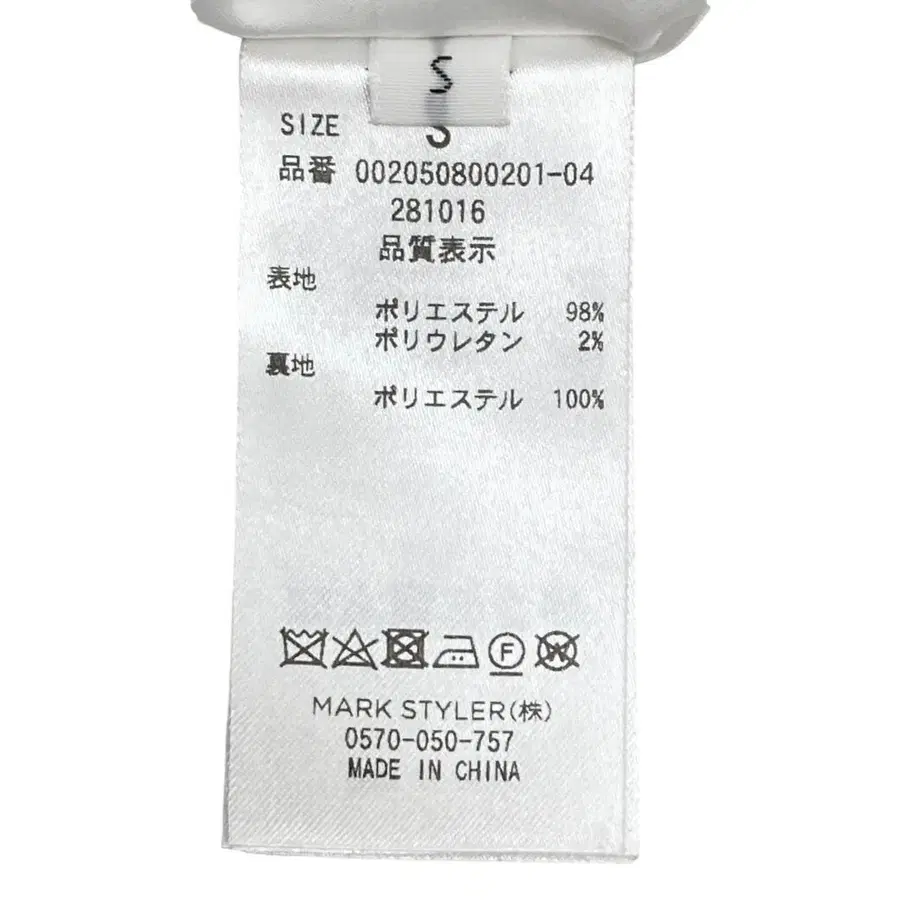 S
SIZE S
品番 002050800201-04
281016
品質表示
表地
ポリエステル 98%
ポリウレタン 2%
裏地
ポリエステル 100%
F W
MARK STYLER(株)
0570-050-757
MADE IN CHINA